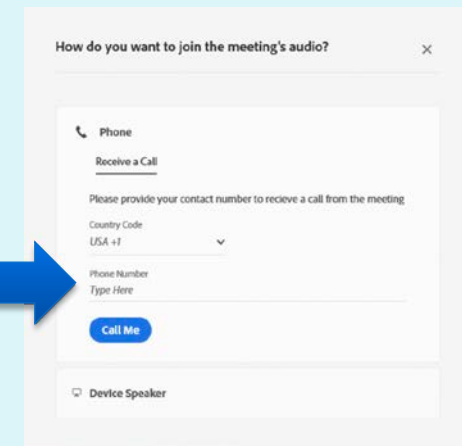 How do you want to join the meeting's audio?
Phone
Receive a Call
Please provide your contact number to recieve a call from the meeting
Country Code
USA +1
Phone Number
Type Here
Call Me
Device Speaker